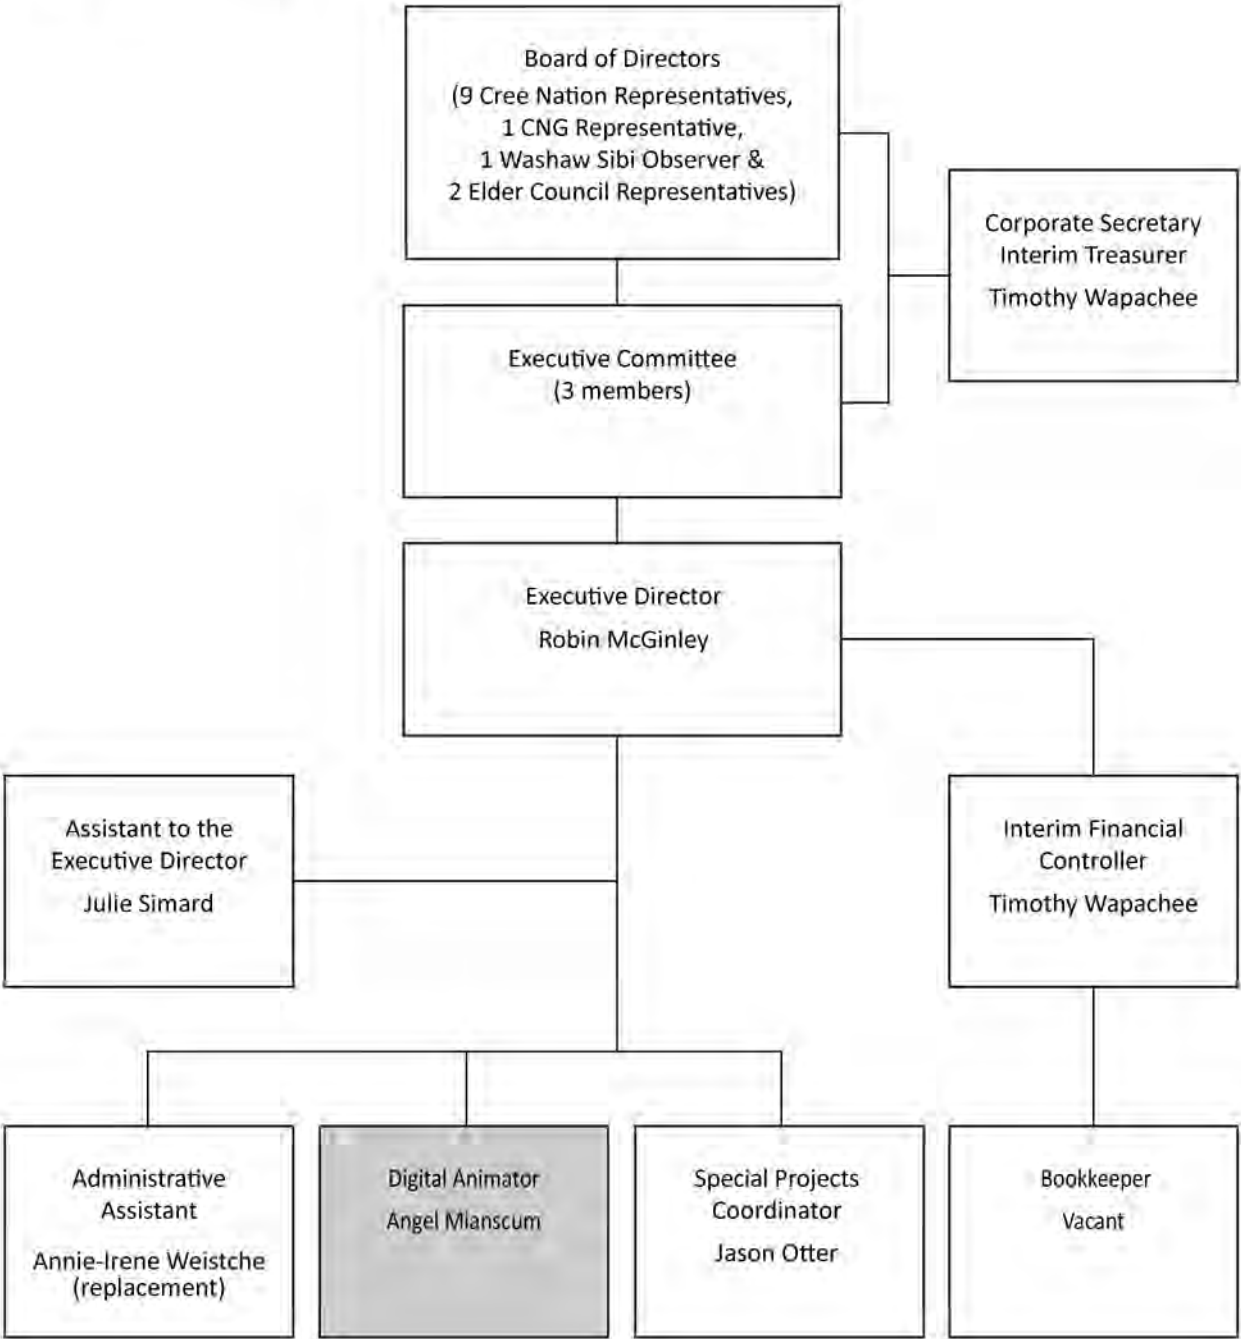 Board of Directors
(9 Cree Nation Representatives,
1 CNG Representative,
1 Washaw Sibi Observer &
2 Elder Council Representatives)
Corporate Secretary
Interim Treasurer
Timothy Wapachee
Executive Committee
(3 members)
Executive Director
Robin McGinley
Assistant to the
Executive Director
Julie Simard
Interim Financial
Controller
Timothy Wapachee
Administrative
Assistant
Annie-Irene Weistche
(replacement)
Digital Animator
Angel Mianscum
Special Projects
Coordinator
Jason Otter
Bookkeeper
Vacant